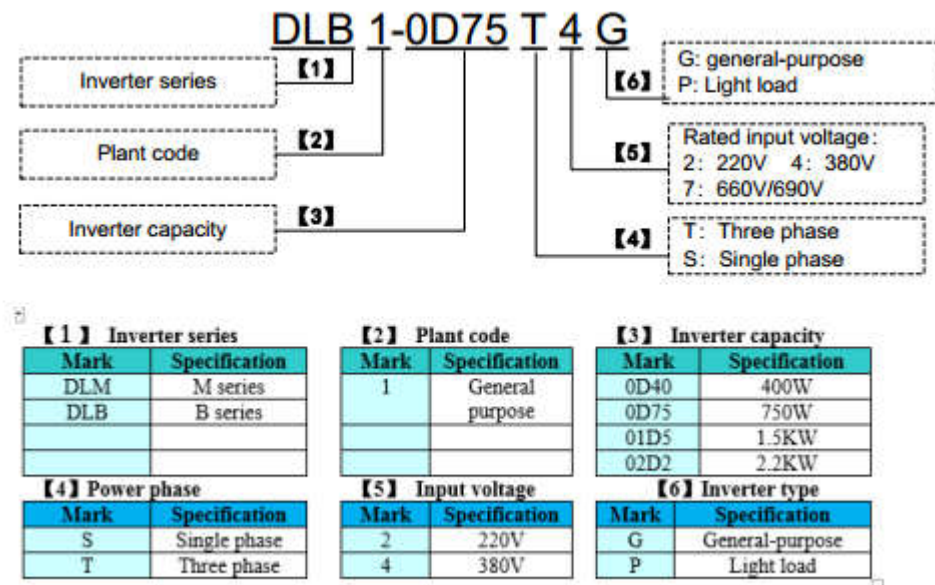 DLB 1-0D75 T 4 G
Inverter series
【1】
Plant code
【2】
Inverter capacity
【3】
【6】
G: general-purpose
P: Light load
【5】
Rated input voltage:
2: 220V 4: 380V
7: 660V/690V
【4】
T: Three phase
S: Single phase
【1】 Inverter series
Mark Specification
DLM M series
DLB B series
【2】 Plant code
Mark Specification
1 General
purpose
【3】 Inverter capacity
Mark Specification
0D40 400W
0D75 750W
01D5 1.5KW
02D2 2.2KW
【4】Power phase
Mark Specification
S Single phase
T Three phase
【5】 Input voltage
Mark Specification
2 220V
4 380V
【6】Inverter type
Mark Specification
G General-purpose
P Light load